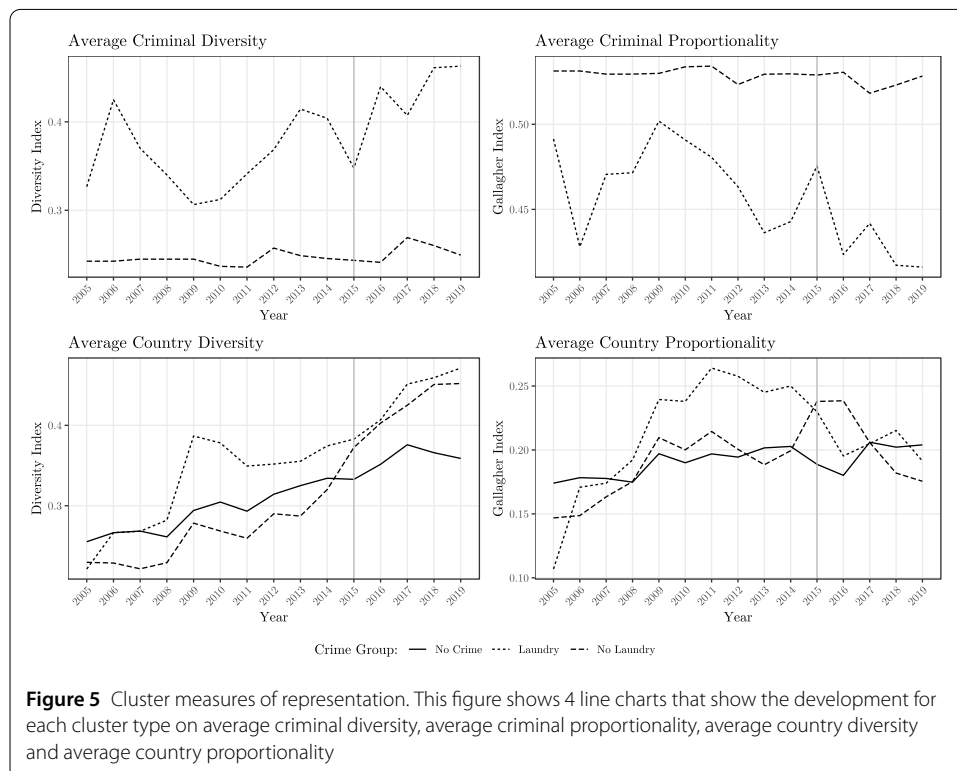 Average Criminal Diversity
Diversity Index
0.4
0.3
2005 2006 2007 2008 2009 2010 2011 2012 2013 2014 2015 2016 2017 2018 2019
Year
Average Criminal Proportionality
Gallagher Index
0.50
0.45
2005 2006 2007 2008 2009 2010 2011 2012 2013 2014 2015 2016 2017 2018 2019
Year
Average Country Diversity
Diversity Index
0.4
0.3
2005 2006 2007 2008 2009 2010 2011 2012 2013 2014 2015 2016 2017 2018 2019
Year
Average Country Proportionality
Gallagher Index
0.25
0.20
0.15
0.10
2005 2006 2007 2008 2009 2010 2011 2012 2013 2014 2015 2016 2017 2018 2019
Year
Crime Group: No Crime Laundry No Laundry
Figure 5 Cluster measures of representation. This figure shows 4 line charts that show the development for
each cluster type on average criminal diversity, average criminal proportionality, average country diversity
and average country proportionality